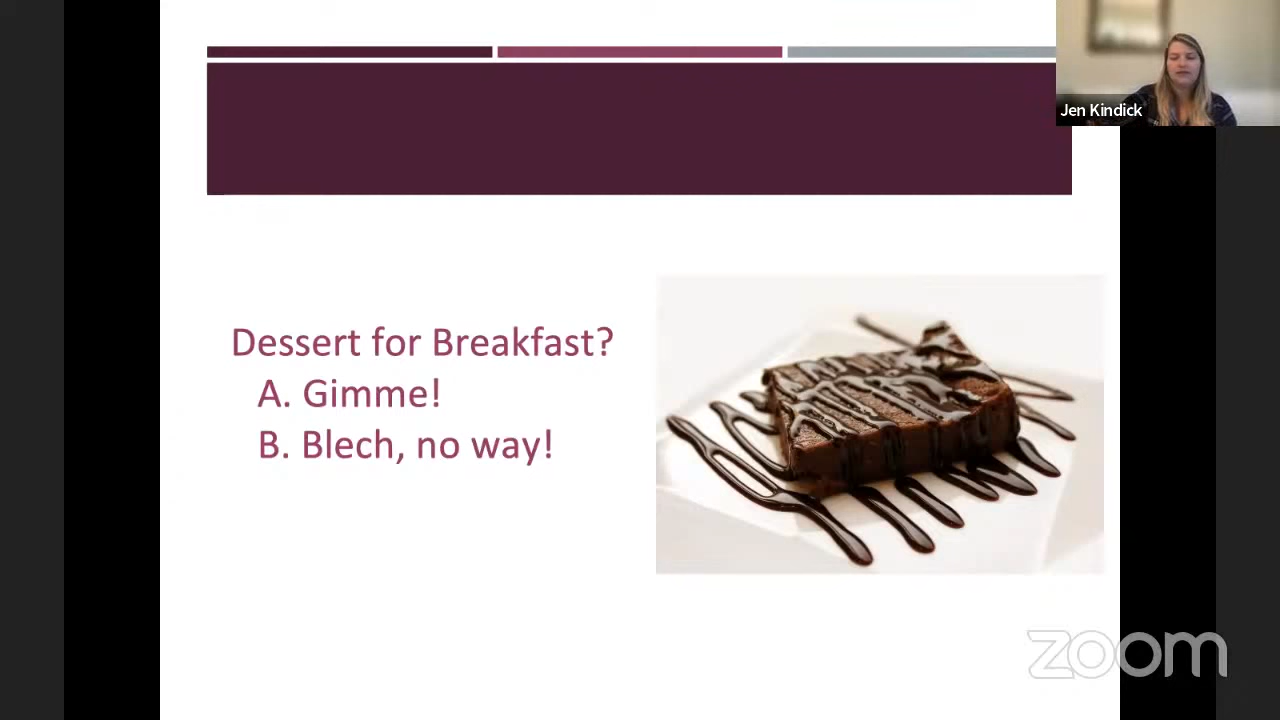 Jen Kindick
Dessert for Breakfast?
A. Gimme!
B. Blech, no way!
zoom